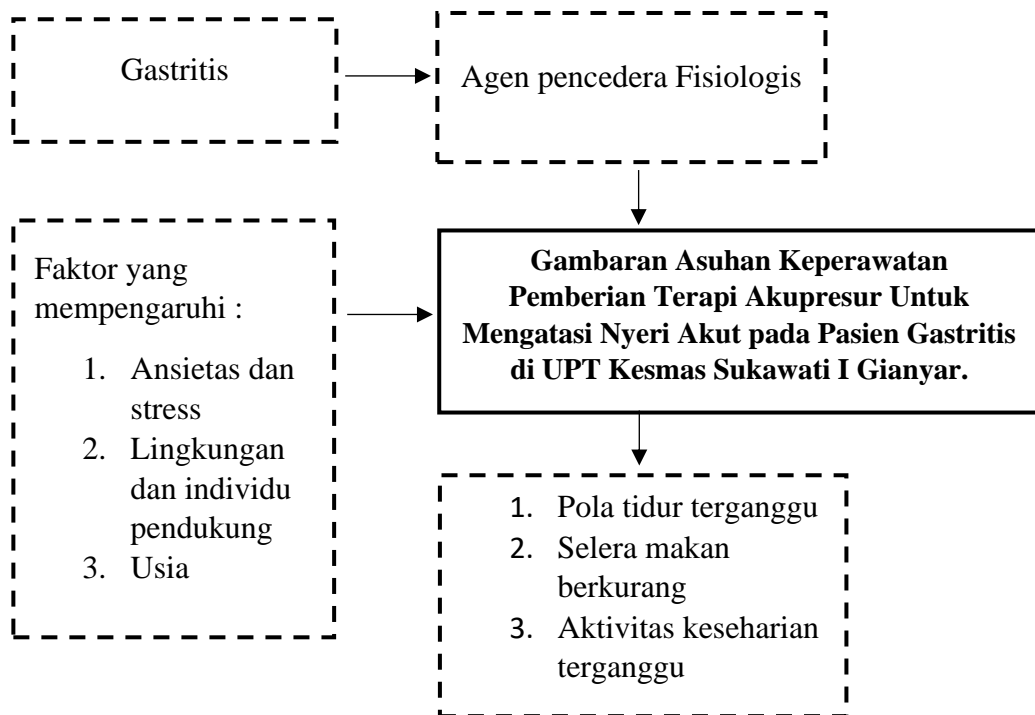 Gastritis
Agen pencedera Fisiologis
Faktor yang
mempengaruhi :
1. Ansietas dan
stress
2. Lingkungan
dan individu
pendukung
3. Usia
Gambaran Asuhan Keperawatan
Pemberian Terapi Akupresur Untuk
Mengatasi Nyeri Akut pada Pasien Gastritis
di UPT Kesmas Sukawati I Gianyar.
1. Pola tidur terganggu
2. Selera makan
berkurang
3. Aktivitas keseharian
terganggu